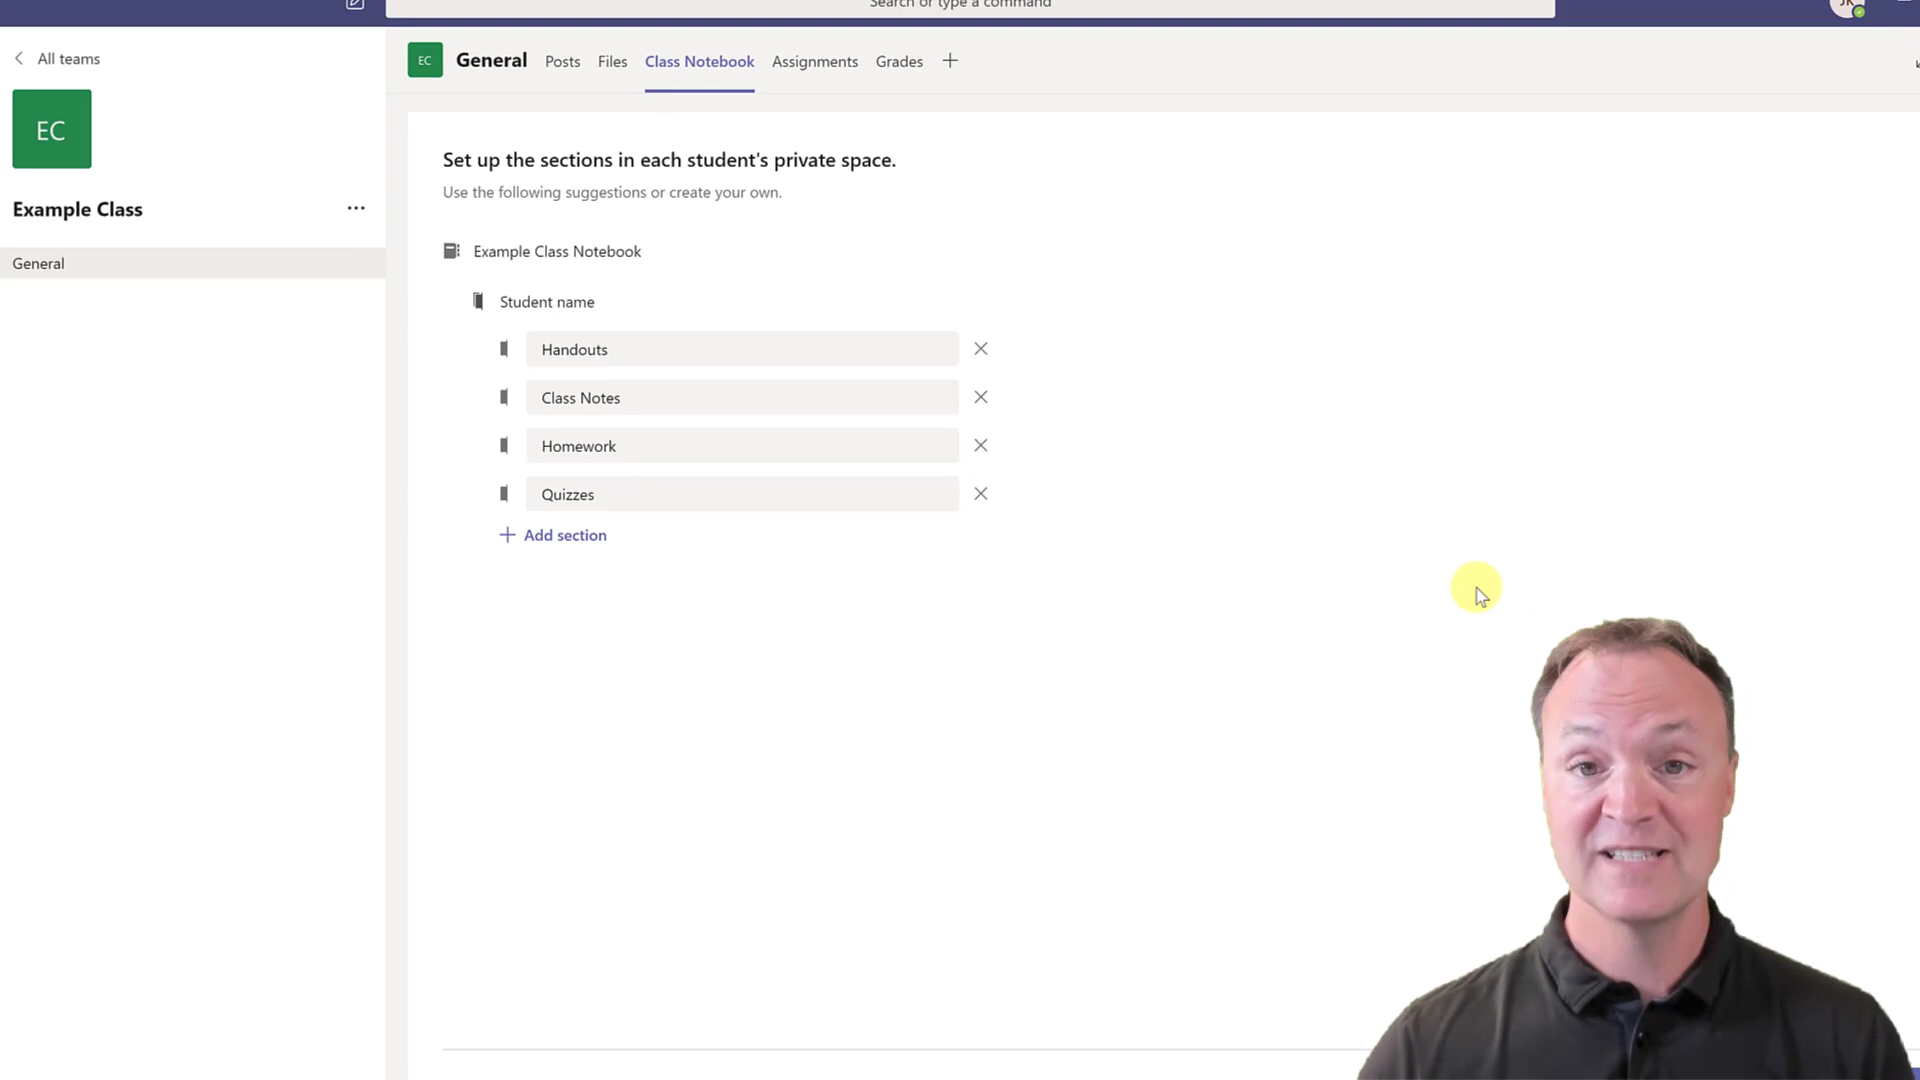 Search or type a command
JK
All teams
EC
General
Posts
Files
Class Notebook
Assignments
Grades
EC
Example Class
General
Set up the sections in each student's private space.
Use the following suggestions or create your own.
Example Class Notebook
Student name
Handouts
Class Notes
Homework
Quizzes
Add section